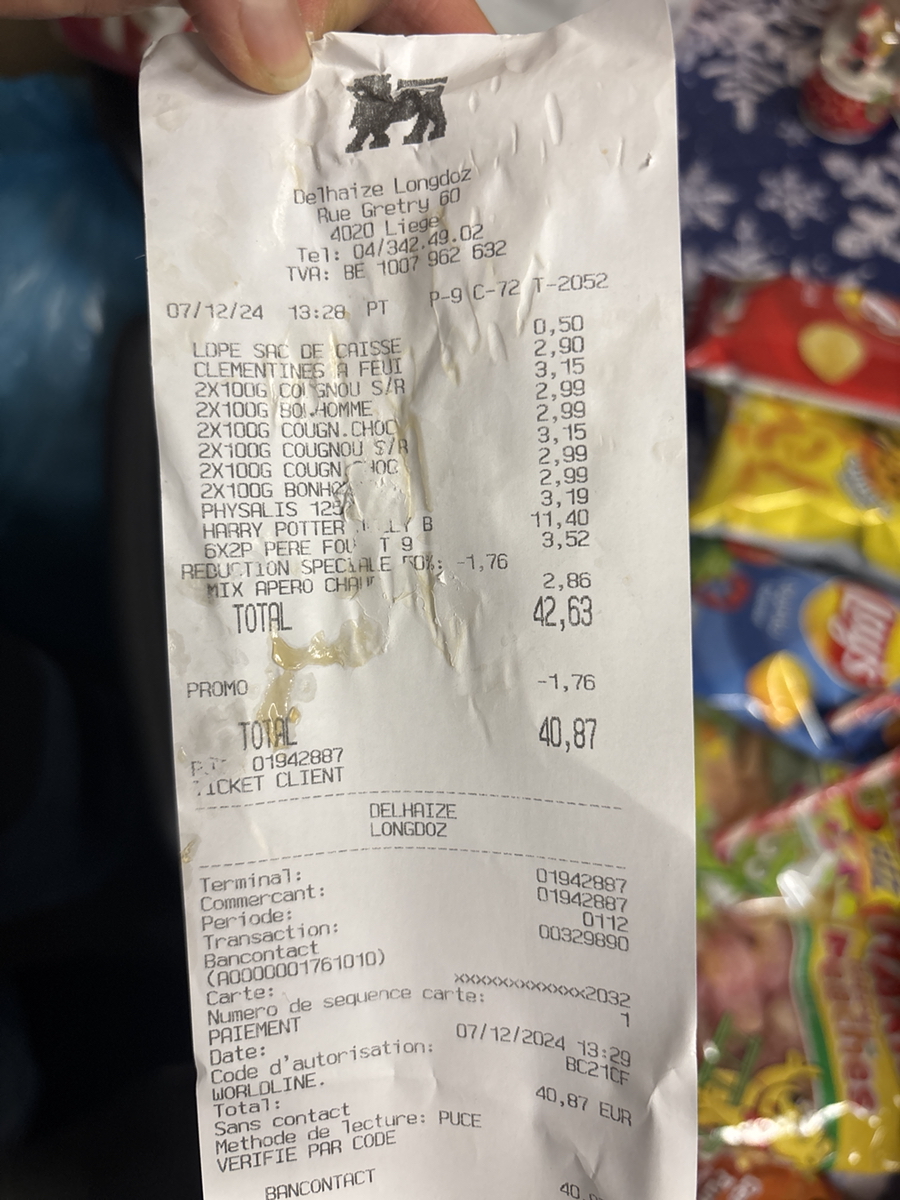 Delhaize Longdoz
Rue Gretry 60
4020 Liege
Tel: 04/342.49.02
TVA: BE 1007 962 632
07/12/24 13:28 PT P-9 C-72 T-2052
LOPE SAC DE CAISSE 0,50
CLEMENTINES A FEUI 2,90
2X100G COUGNOU S/R 3,15
2X100G BONHOMME 2,99
2X100G COUGN.CHOC 2,99
2X100G COUGNOU S/R 3,15
2X100G COUGN CHOC 2,99
2X100G 2,99
PHYSALIS 3,19
HARRY POTTER B 11,40
6X2P PERE T 9 3,52
REDUCTION SPECIALE 50%: -1,76
MIX APERO 2,86
TOTAL 42,63
PROMO -1,76
TOTAL 40,87
01942887
TICKET CLIENT
DELHAIZE
LONGDOZ
Terminal: 01942887
Commercant: 01942887
Periode: 0112
Transaction: 00329890
Bancontact
(A0000001761010)
Carte: xxxxxxxxxxxxx2032
Numero de sequence carte: 1
PAIEMENT
Date: 07/12/2024 13:29
Code d'autorisation: BC21CF
WORLDLINE.
Total: 40,87 EUR
Sans contact
Methode de lecture: PUCE
VERIFIE PAR CODE
BANCONTACT
Lay's